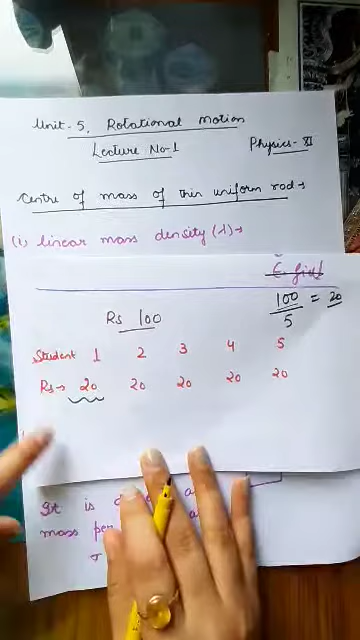 Unit-5. Rotational motion
Lecture No-1
Physics-XI
Centre of mass of thin uniform rod→
(i) linear mass density (λ)→
100/5 = 20
Rs 100
Student 1 2 3 4 5
Rs→ 20 20 20 20 20
It is
mass per